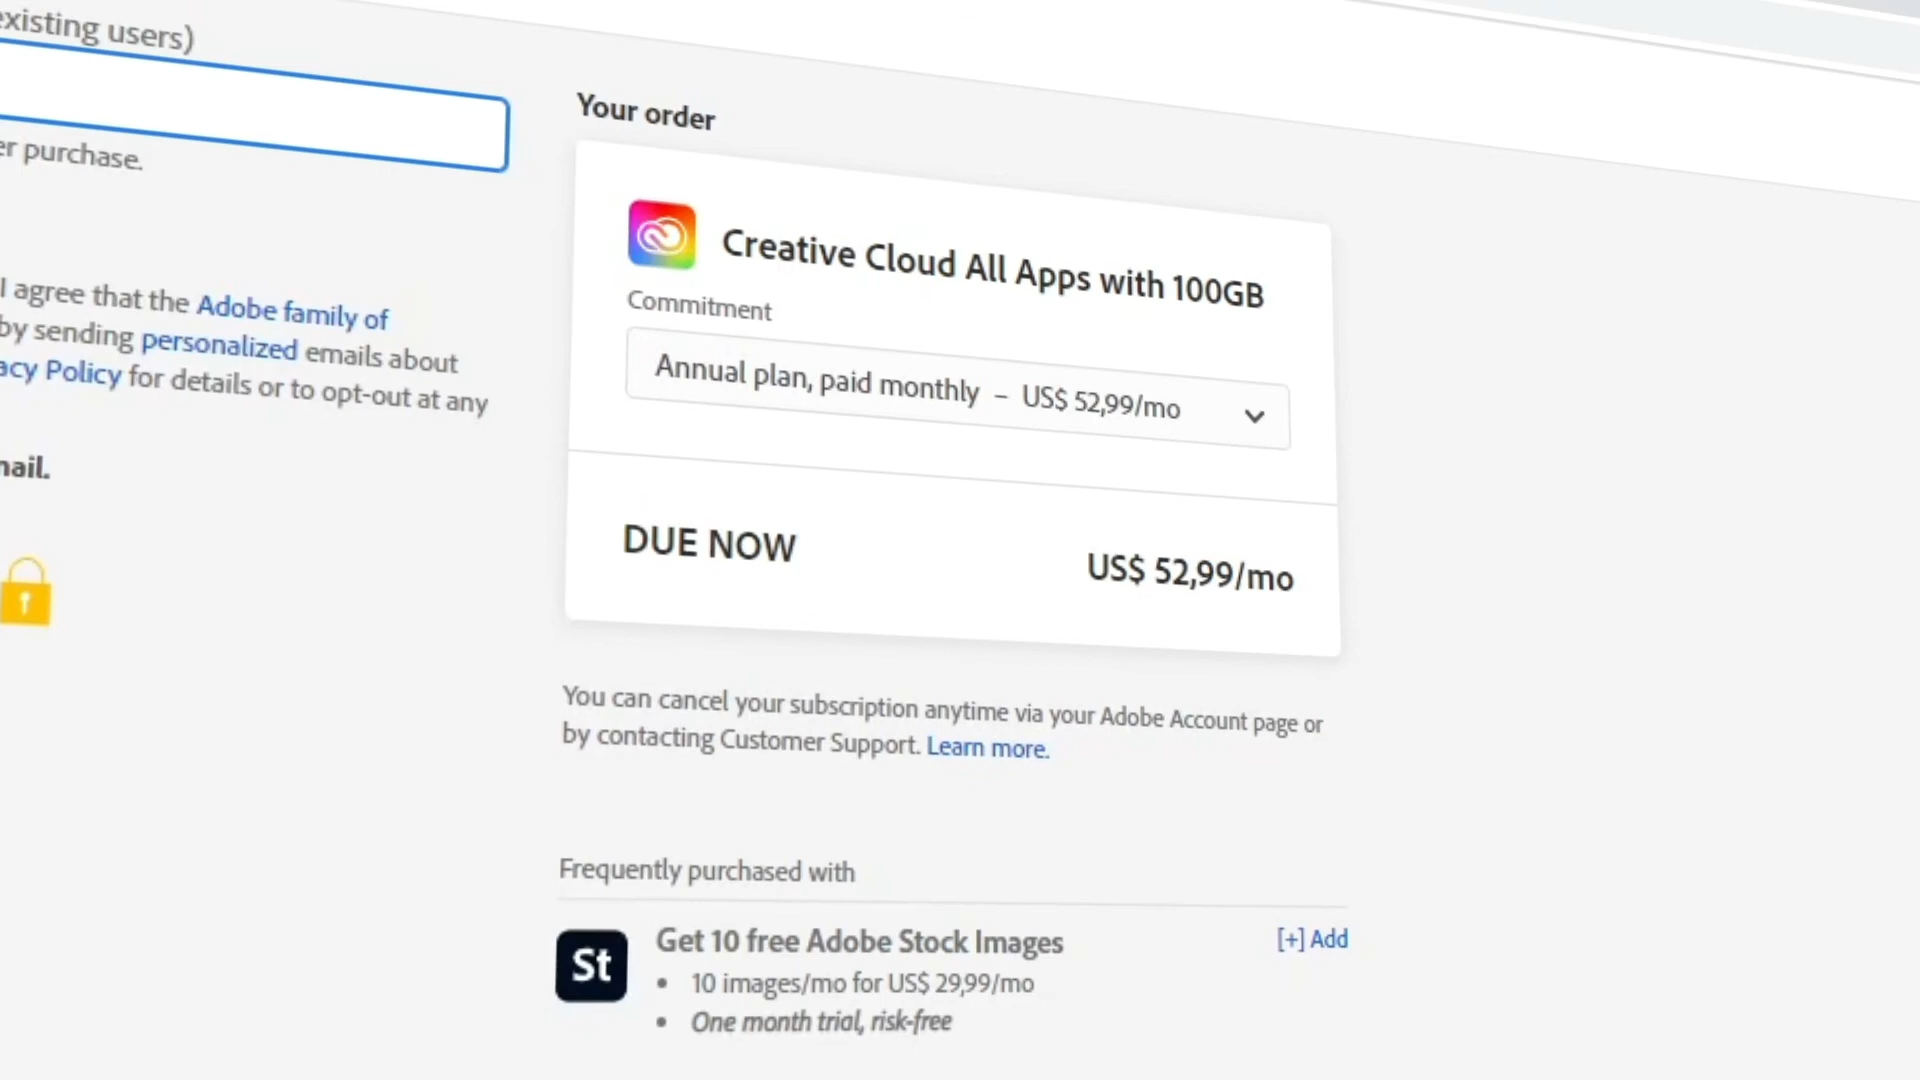 existing users)
er purchase.
I agree that the Adobe family of
by sending personalized emails about
acy Policy for details or to opt-out at any
nail.
Your order
Creative Cloud All Apps with 100GB
Commitment
Annual plan, paid monthly – US$ 52,99/mo
DUE NOW
US$ 52,99/mo
You can cancel your subscription anytime via your Adobe Account page or
by contacting Customer Support. Learn more.
Frequently purchased with
St
Get 10 free Adobe Stock Images
[+] Add
• 10 images/mo for US$ 29,99/mo
• One month trial, risk-free